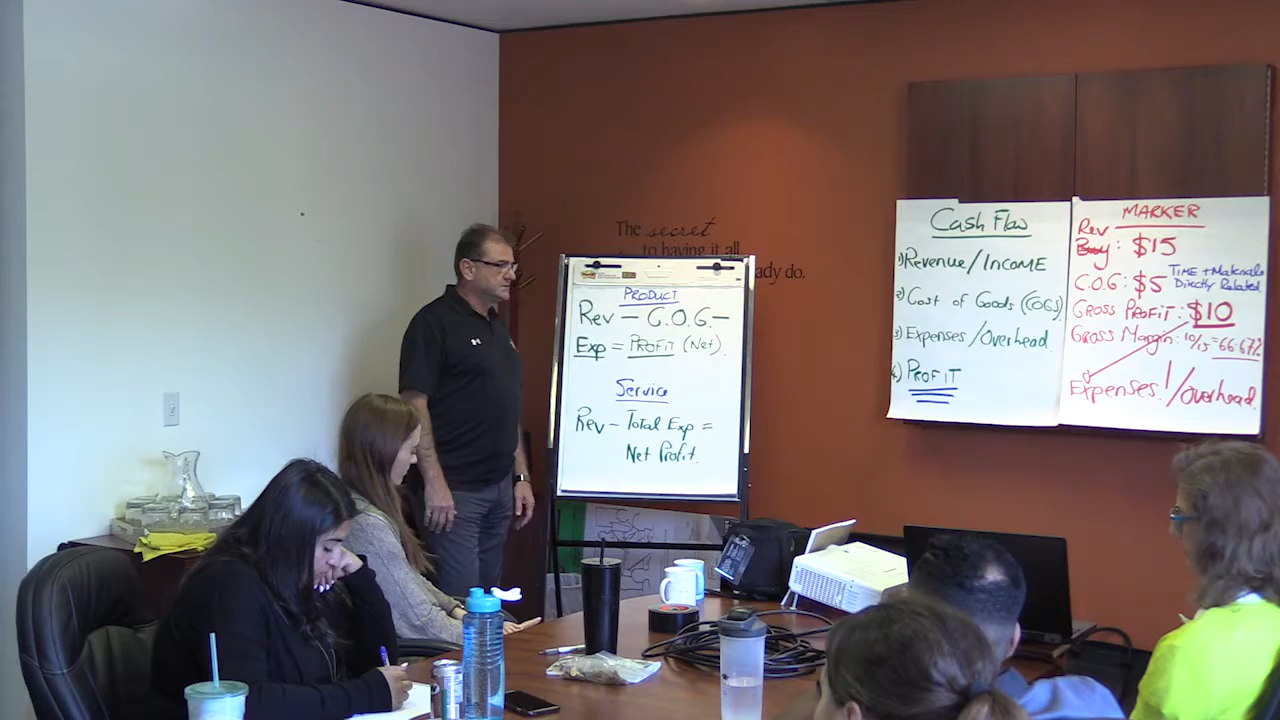 The secret
to having it all
ady do.
PRODUCT
Rev – C.O.G. –
Exp = PROFIT (Net).
Service
Rev – Total Exp =
Net Profit.
Cash Flow
1) Revenue/INCOME
2) Cost of Goods (COGS)
3) Expenses/Overhead.
4) PROFIT
MARKER
Rev
Buy: $15
C.O.G: $5 TIME + Materials
Directly Related.
GROSS PROFIT: $10
Gross Margin: 10/15 = 66.67%
Expenses!/Overhead.